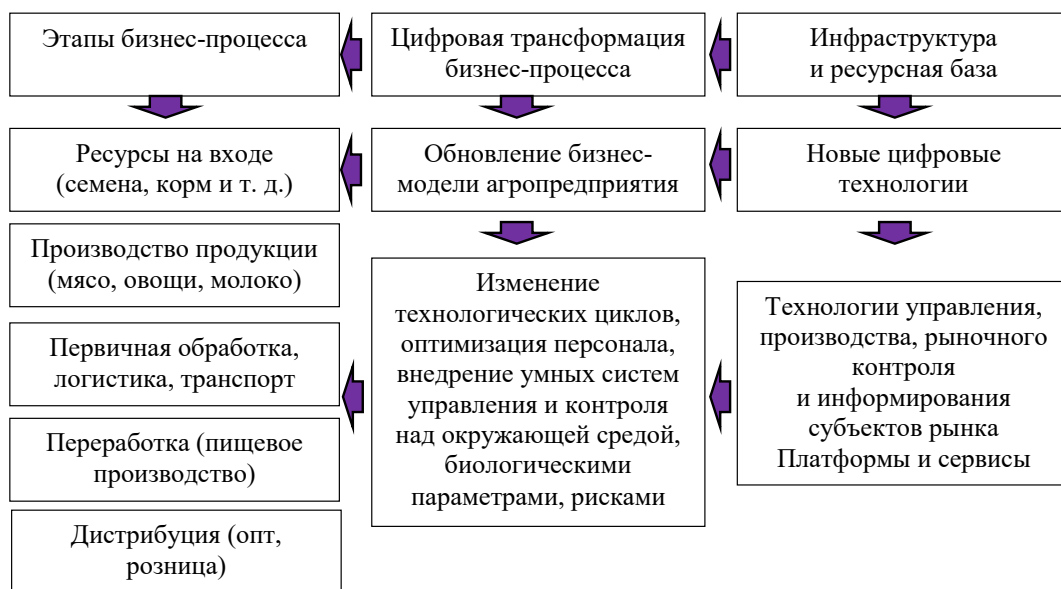 Этапы бизнес-процесса
Цифровая трансформация
бизнес-процесса
Инфраструктура
и ресурсная база
Ресурсы на входе
(семена, корм и т. д.)
Обновление бизнес-
модели агропредприятия
Новые цифровые
технологии
Производство продукции
(мясо, овощи, молоко)
Первичная обработка,
логистика, транспорт
Переработка (пищевое
производство)
Дистрибуция (опт,
розница)
Изменение
технологических циклов,
оптимизация персонала,
внедрение умных систем
управления и контроля
над окружающей средой,
биологическими
параметрами, рисками
Технологии управления,
производства, рыночного
контроля
и информирования
субъектов рынка
Платформы и сервисы